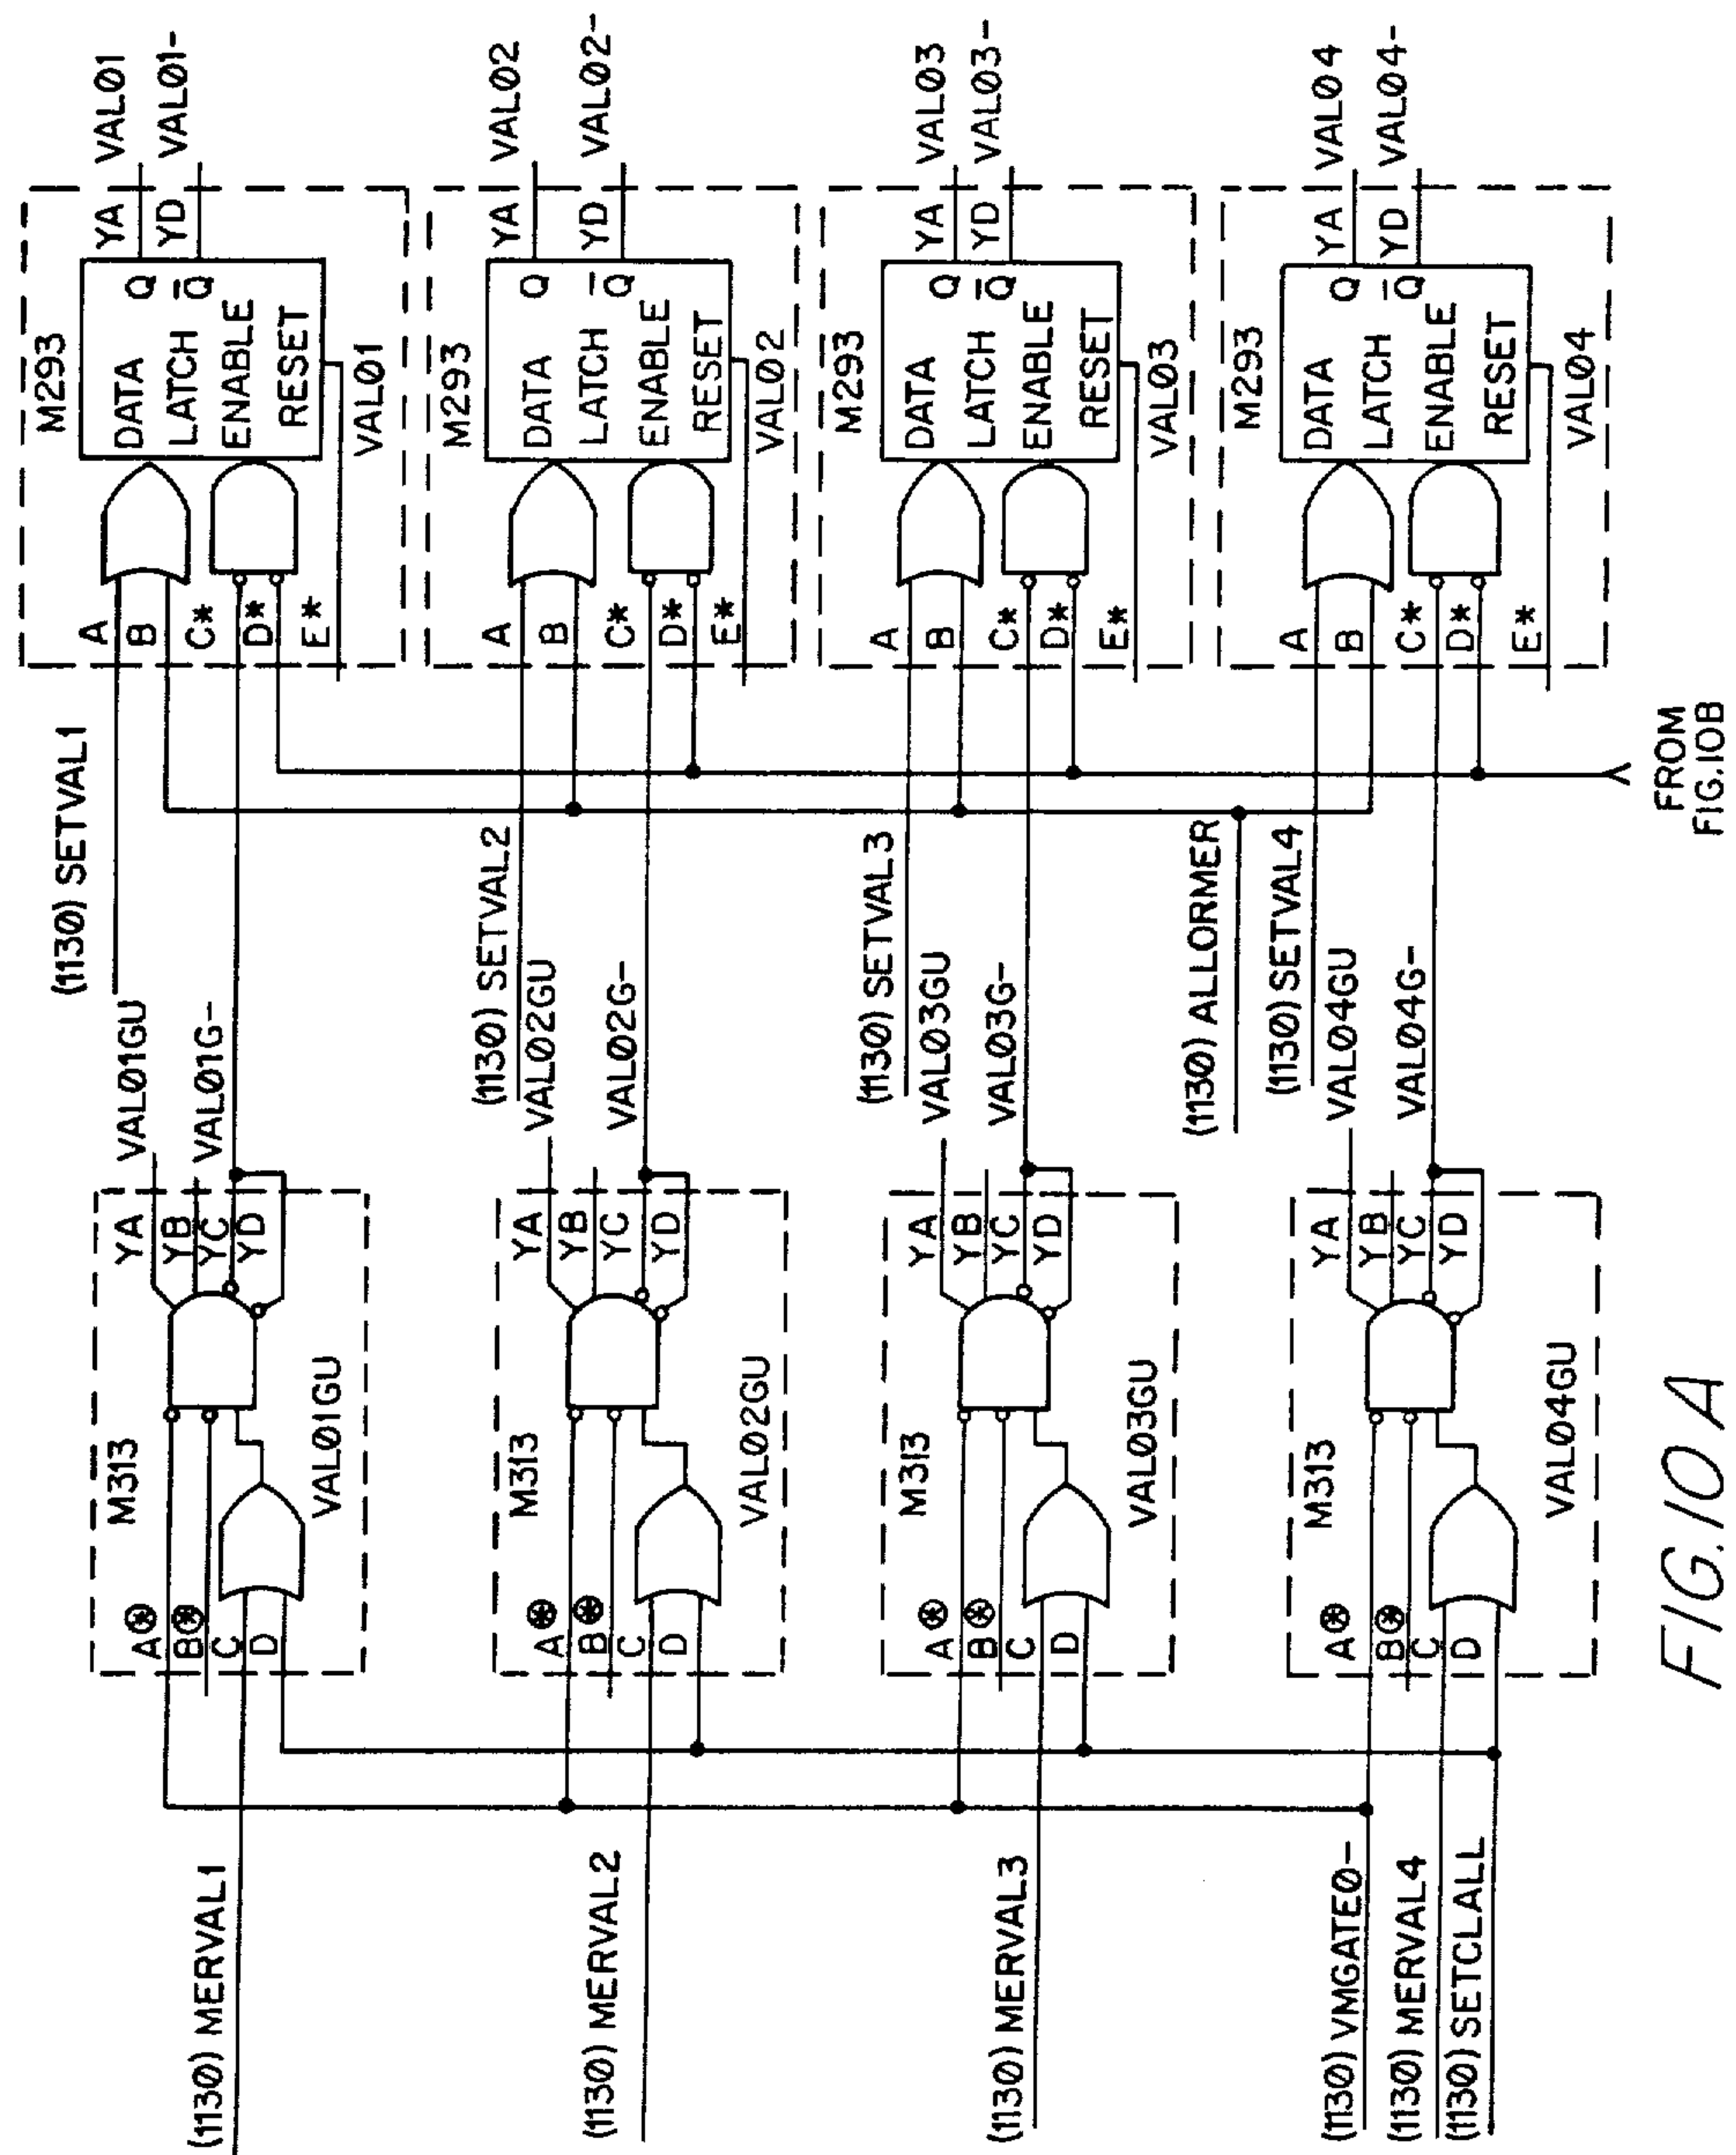 (1130) MERVAL1
(1130) MERVAL2
(1130) MERVAL3
(1130) VMGATE0-
(1130) MERVAL4
(1130) SETCLALL
M313
A⊛
B⊛
C
D
YA
YB
YC
YD
VAL01GU
VAL01GU
VAL01G-
(1130) SETVAL1
M293
A
B
C*
D*
E*
DATA
LATCH
ENABLE
RESET
Q
Q̅
YA
YD
VAL01
VAL01
VAL01-
M313
A⊛
B⊛
C
D
YA
YB
YC
YD
VAL02GU
(1130) SETVAL2
VAL02GU
VAL02G-
M293
A
B
C*
D*
E*
DATA
LATCH
ENABLE
RESET
Q
Q̅
YA
YD
VAL02
VAL02
VAL02-
M313
A⊛
B⊛
C
D
YA
YB
YC
YD
VAL03GU
(1130) SETVAL3
VAL03GU
VAL03G-
M293
A
B
C*
D*
E*
DATA
LATCH
ENABLE
RESET
Q
Q̅
YA
YD
VAL03
VAL03
VAL03-
(1130) ALLORMER
M313
A⊛
B⊛
C
D
YA
YB
YC
YD
VAL04GU
(1130) SETVAL4
VAL04GU
VAL04G-
M293
A
B
C*
D*
E*
DATA
LATCH
ENABLE
RESET
Q
Q̅
YA
YD
VAL04
VAL04
VAL04-
FROM
FIG.10B
FIG.10A